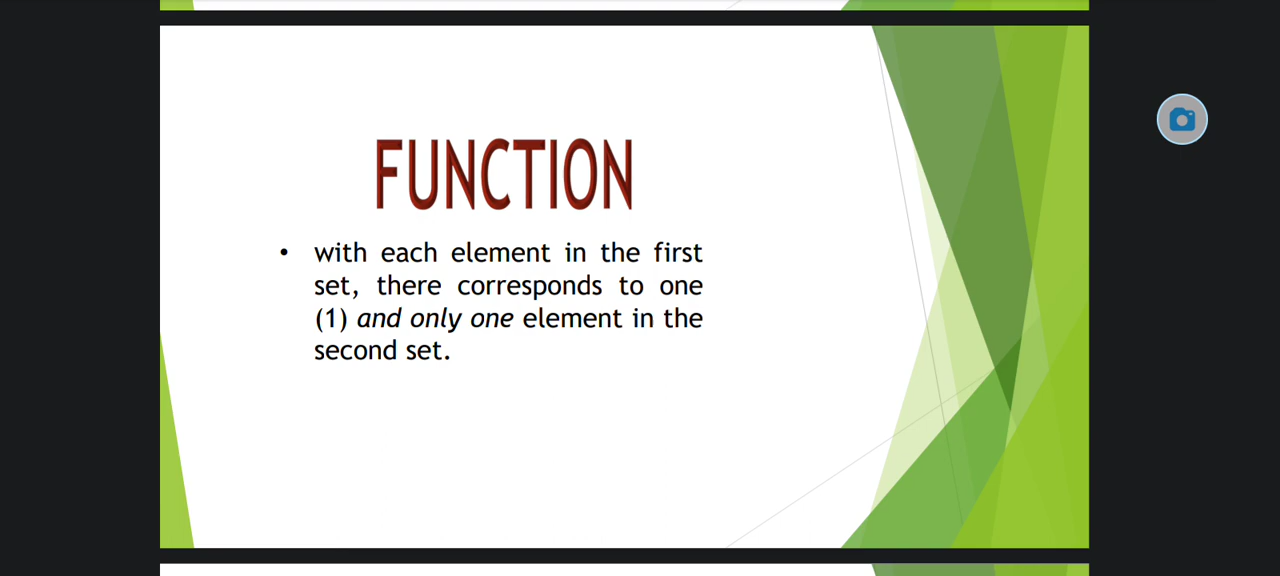 FUNCTION
• with each element in the first
set, there corresponds to one
(1) and only one element in the
second set.